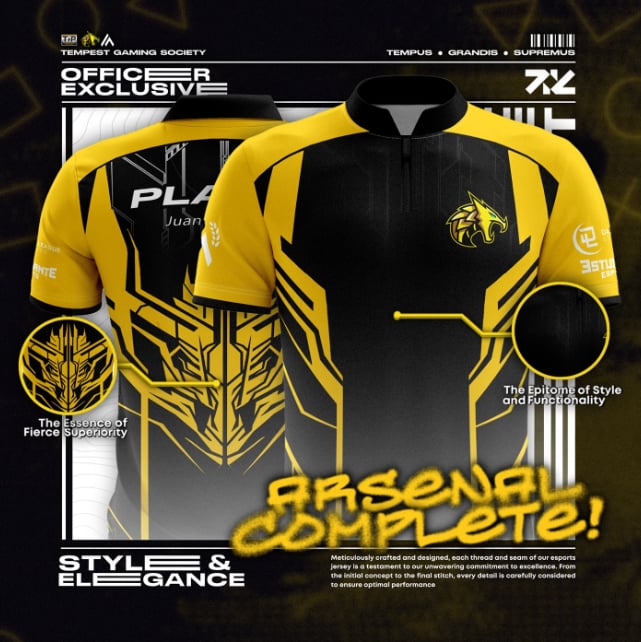 TEMPEST GAMING SOCIETY
TEMPUS • GRANDIS • SUPREMUS
OFFICER
EXCLUSIVE
PLA
Juan
The Essence of
Fierce Superiority
The Epitome of Style
and Functionality
ARSENAL
COMPLETE!
STYLE &
ELEGANCE
Meticulously crafted and designed, each thread and seam of our esports
jersey is a testament to our unwavering commitment to excellence. From
the initial concept to the final stitch, every detail is carefully considered
to ensure optimal performance